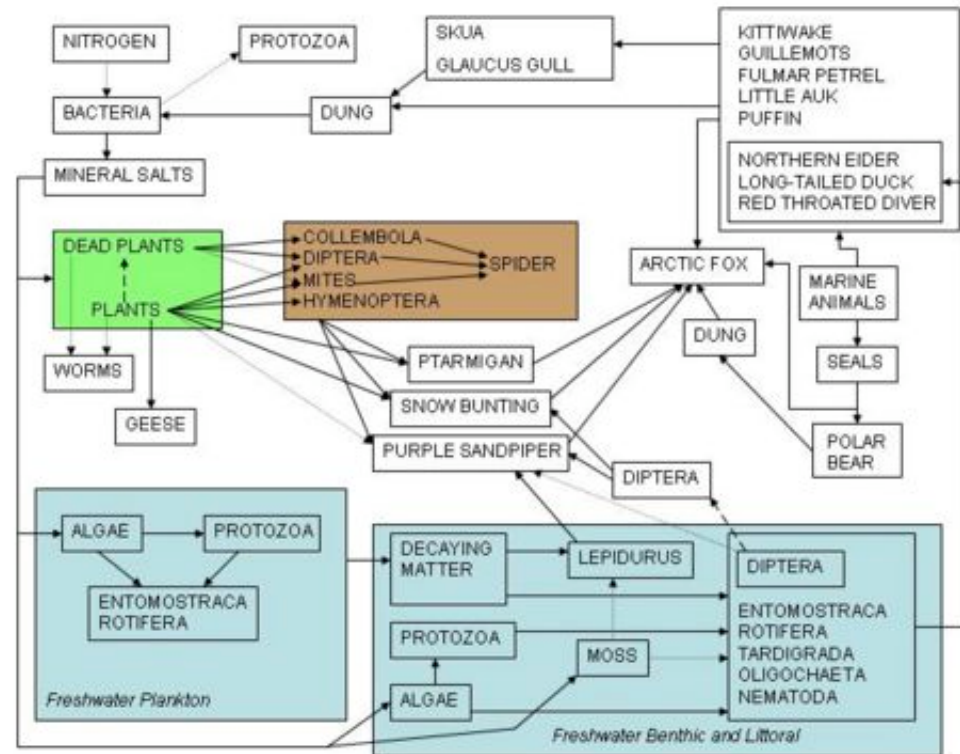 NITROGEN
PROTOZOA
SKUA
GLAUCUS GULL
KITTIWAKE
GUILLEMOTS
FULMAR PETREL
LITTLE AUK
PUFFIN
BACTERIA
DUNG
MINERAL SALTS
NORTHERN EIDER
LONG-TAILED DUCK
RED THROATED DIVER
DEAD PLANTS
PLANTS
COLLEMBOLA
DIPTERA
MITES
HYMENOPTERA
SPIDER
ARCTIC FOX
MARINE
ANIMALS
DUNG
SEALS
WORMS
PTARMIGAN
GEESE
SNOW BUNTING
PURPLE SANDPIPER
POLAR
BEAR
DIPTERA
ALGAE
PROTOZOA
ENTOMOSTRACA
ROTIFERA
Freshwater Plankton
DECAYING
MATTER
LEPIDURUS
DIPTERA
PROTOZOA
MOSS
ALGAE
ENTOMOSTRACA
ROTIFERA
TARDIGRADA
OLIGOCHAETA
NEMATODA
Freshwater Benthic and Littoral